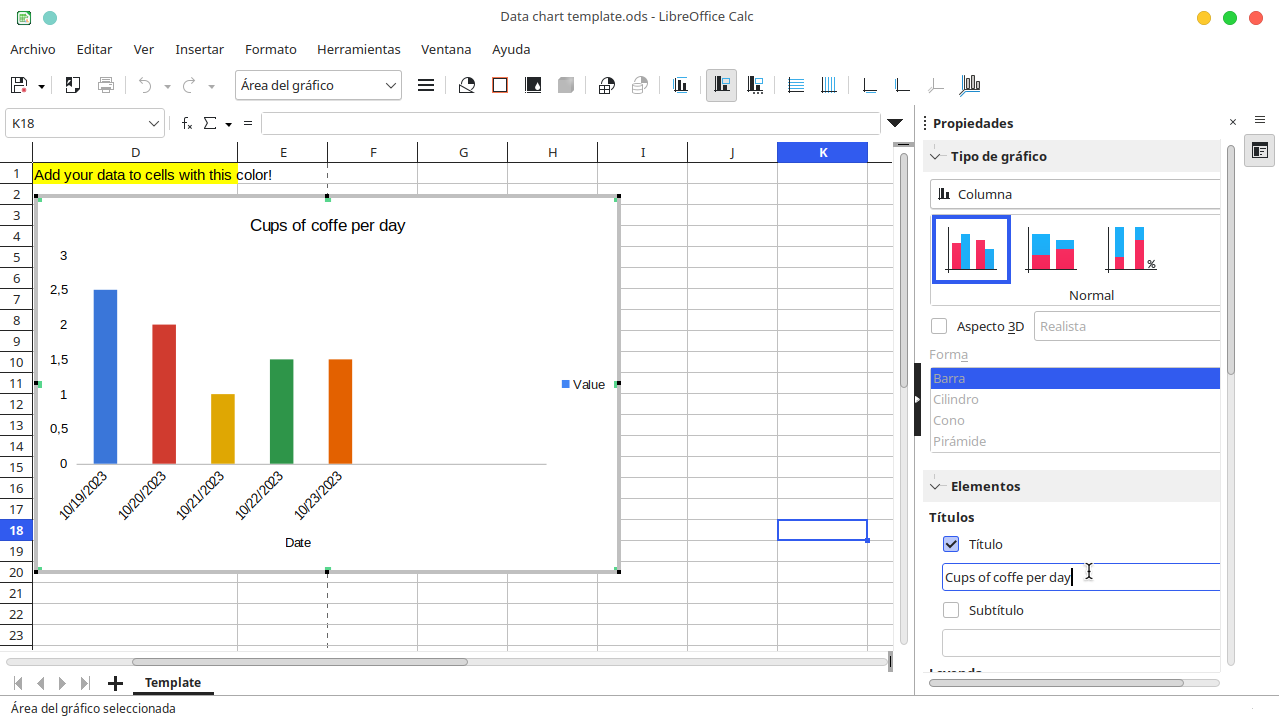 Data chart template.ods - LibreOffice Calc
Archivo Editar Ver Insertar Formato Herramientas Ventana Ayuda
Área del gráfico
K18
fx Σ =
D E F G H I J K
1 Add your data to cells with this color!
2
3
4
5
6
7
8
9
10
11
12
13
14
15
16
17
18
19
20
21
22
23
Cups of coffe per day
3
2,5
2
1,5
1
0,5
0
10/19/2023 10/20/2023 10/21/2023 10/22/2023 10/23/2023
Date
Value
Template
Área del gráfico seleccionada
Propiedades
Tipo de gráfico
Columna
%
Normal
Aspecto 3D Realista
Forma
Barra
Cilindro
Cono
Pirámide
Elementos
Títulos
Título
Cups of coffe per day
Subtítulo